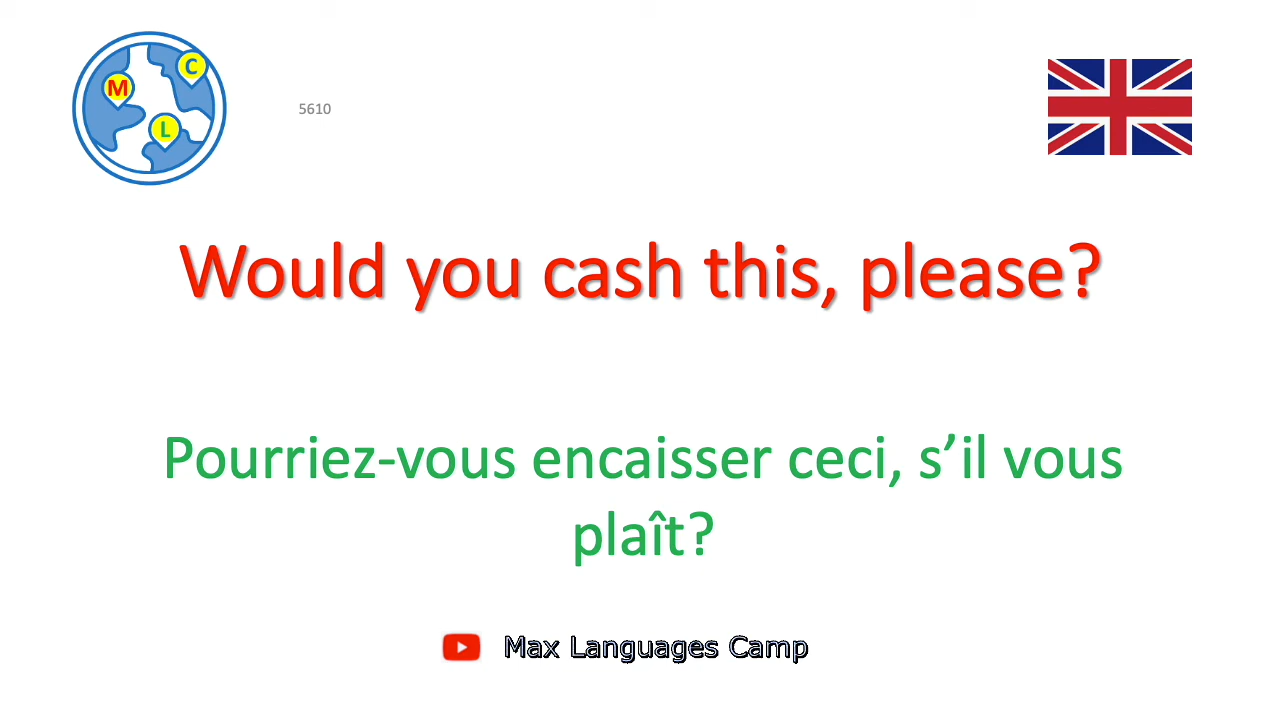 M
C
L
5610
Would you cash this, please?
Pourriez-vous encaisser ceci, s’il vous
plaît?
Max Languages Camp